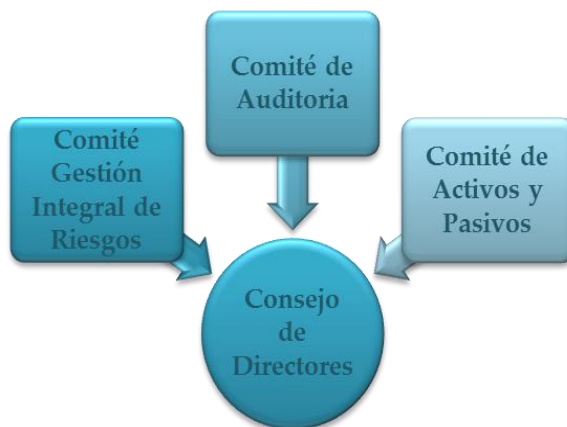 Comité de
Auditoria
Comité
Gestión
Integral de
Riesgos
Comité de
Activos y
Pasivos
Consejo
de
Directores